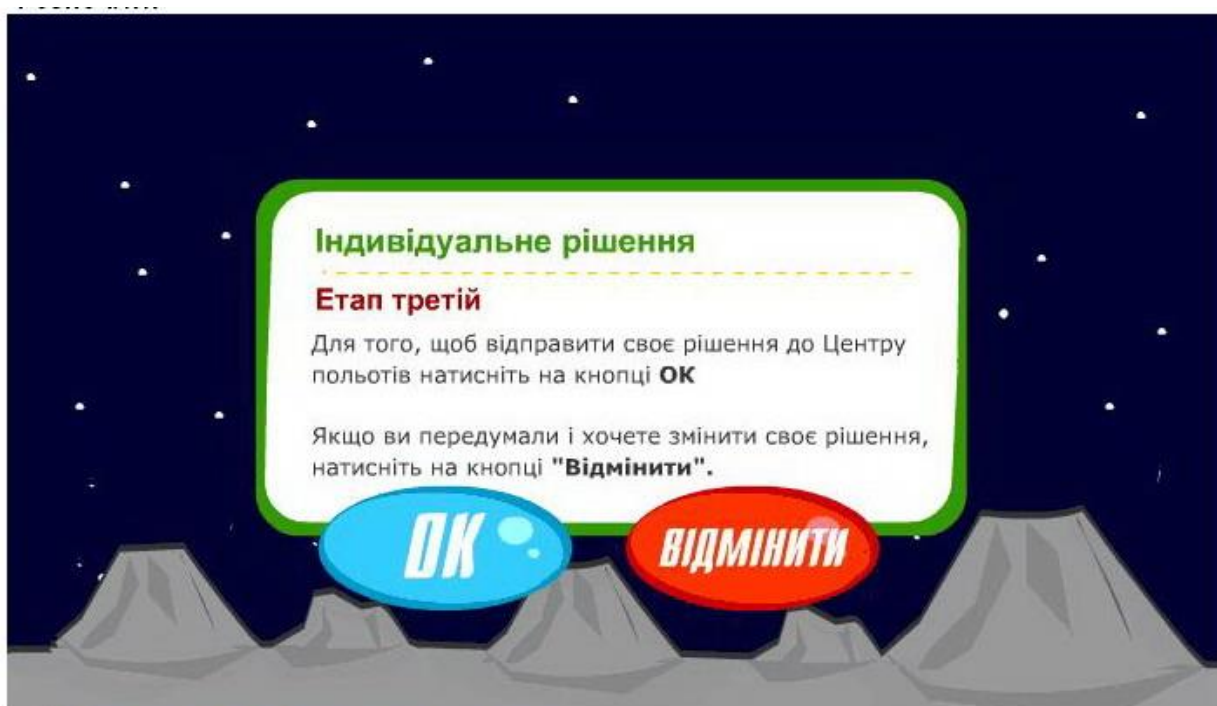 Індивідуальне рішення
Етап третій
Для того, щоб відправити своє рішення до Центру
польотів натисніть на кнопці ОК
Якщо ви передумали і хочете змінити своє рішення,
натисніть на кнопці "Відмінити".
ОК
ВІДМІНИТИ